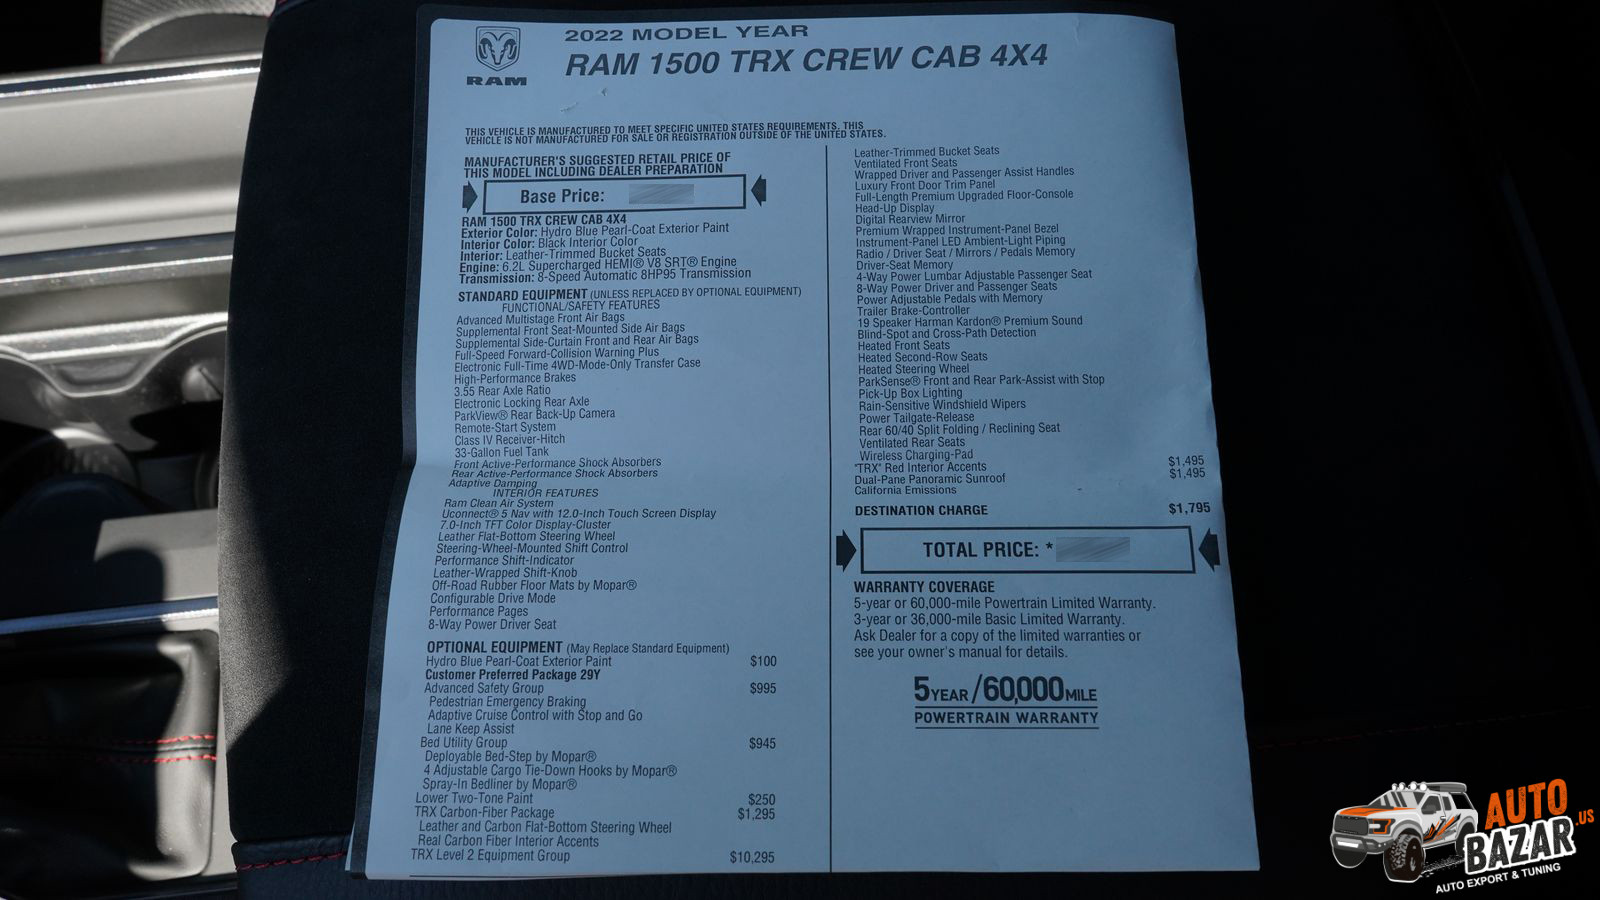 2022 MODEL YEAR
RAM 1500 TRX CREW CAB 4X4
RAM
THIS VEHICLE IS MANUFACTURED TO MEET SPECIFIC UNITED STATES REQUIREMENTS. THIS
VEHICLE IS NOT MANUFACTURED FOR SALE OR REGISTRATION OUTSIDE OF THE UNITED STATES.
MANUFACTURER'S SUGGESTED RETAIL PRICE OF
THIS MODEL INCLUDING DEALER PREPARATION
Base Price:
RAM 1500 TRX CREW CAB 4X4
Exterior Color: Hydro Blue Pearl-Coat Exterior Paint
Interior Color: Black Interior Color
Interior: Leather-Trimmed Bucket Seats
Engine: 6.2L Supercharged HEMI® V8 SRT® Engine
Transmission: 8-Speed Automatic 8HP95 Transmission
STANDARD EQUIPMENT (UNLESS REPLACED BY OPTIONAL EQUIPMENT)
FUNCTIONAL/SAFETY FEATURES
Advanced Multistage Front Air Bags
Supplemental Front Seat-Mounted Side Air Bags
Supplemental Side-Curtain Front and Rear Air Bags
Full-Speed Forward-Collision Warning Plus
Electronic Full-Time 4WD-Mode-Only Transfer Case
High-Performance Brakes
3.55 Rear Axle Ratio
Electronic Locking Rear Axle
ParkView® Rear Back-Up Camera
Remote-Start System
Class IV Receiver-Hitch
33-Gallon Fuel Tank
Front Active-Performance Shock Absorbers
Rear Active-Performance Shock Absorbers
Adaptive Damping
INTERIOR FEATURES
Ram Clean Air System
Uconnect® 5 Nav with 12.0-Inch Touch Screen Display
7.0-Inch TFT Color Display-Cluster
Leather Flat-Bottom Steering Wheel
Steering-Wheel-Mounted Shift Control
Performance Shift-Indicator
Leather-Wrapped Shift-Knob
Off-Road Rubber Floor Mats by Mopar®
Configurable Drive Mode
Performance Pages
8-Way Power Driver Seat
OPTIONAL EQUIPMENT (May Replace Standard Equipment)
Hydro Blue Pearl-Coat Exterior Paint $100
Customer Preferred Package 29Y
Advanced Safety Group $995
Pedestrian Emergency Braking
Adaptive Cruise Control with Stop and Go
Lane Keep Assist
Bed Utility Group $945
Deployable Bed-Step by Mopar®
4 Adjustable Cargo Tie-Down Hooks by Mopar®
Spray-In Bedliner by Mopar®
Lower Two-Tone Paint $250
TRX Carbon-Fiber Package $1,295
Leather and Carbon Flat-Bottom Steering Wheel
Real Carbon Fiber Interior Accents
TRX Level 2 Equipment Group $10,295
Leather-Trimmed Bucket Seats
Ventilated Front Seats
Wrapped Driver and Passenger Assist Handles
Luxury Front Door Trim Panel
Full-Length Premium Upgraded Floor-Console
Head-Up Display
Digital Rearview Mirror
Premium Wrapped Instrument-Panel Bezel
Instrument-Panel LED Ambient-Light Piping
Radio / Driver Seat / Mirrors / Pedals Memory
Driver-Seat Memory
4-Way Power Lumbar Adjustable Passenger Seat
8-Way Power Driver and Passenger Seats
Power Adjustable Pedals with Memory
Trailer Brake-Controller
19 Speaker Harman Kardon® Premium Sound
Blind-Spot and Cross-Path Detection
Heated Front Seats
Heated Second-Row Seats
Heated Steering Wheel
ParkSense® Front and Rear Park-Assist with Stop
Pick-Up Box Lighting
Rain-Sensitive Windshield Wipers
Power Tailgate-Release
Rear 60/40 Split Folding / Reclining Seat
Ventilated Rear Seats
Wireless Charging-Pad
"TRX" Red Interior Accents $1,495
Dual-Pane Panoramic Sunroof $1,495
California Emissions
DESTINATION CHARGE $1,795
TOTAL PRICE: *
WARRANTY COVERAGE
5-year or 60,000-mile Powertrain Limited Warranty.
3-year or 36,000-mile Basic Limited Warranty.
Ask Dealer for a copy of the limited warranties or
see your owner's manual for details.
5 YEAR / 60,000 MILE
POWERTRAIN WARRANTY
AUTO
BAZAR.US
AUTO EXPORT & TUNING